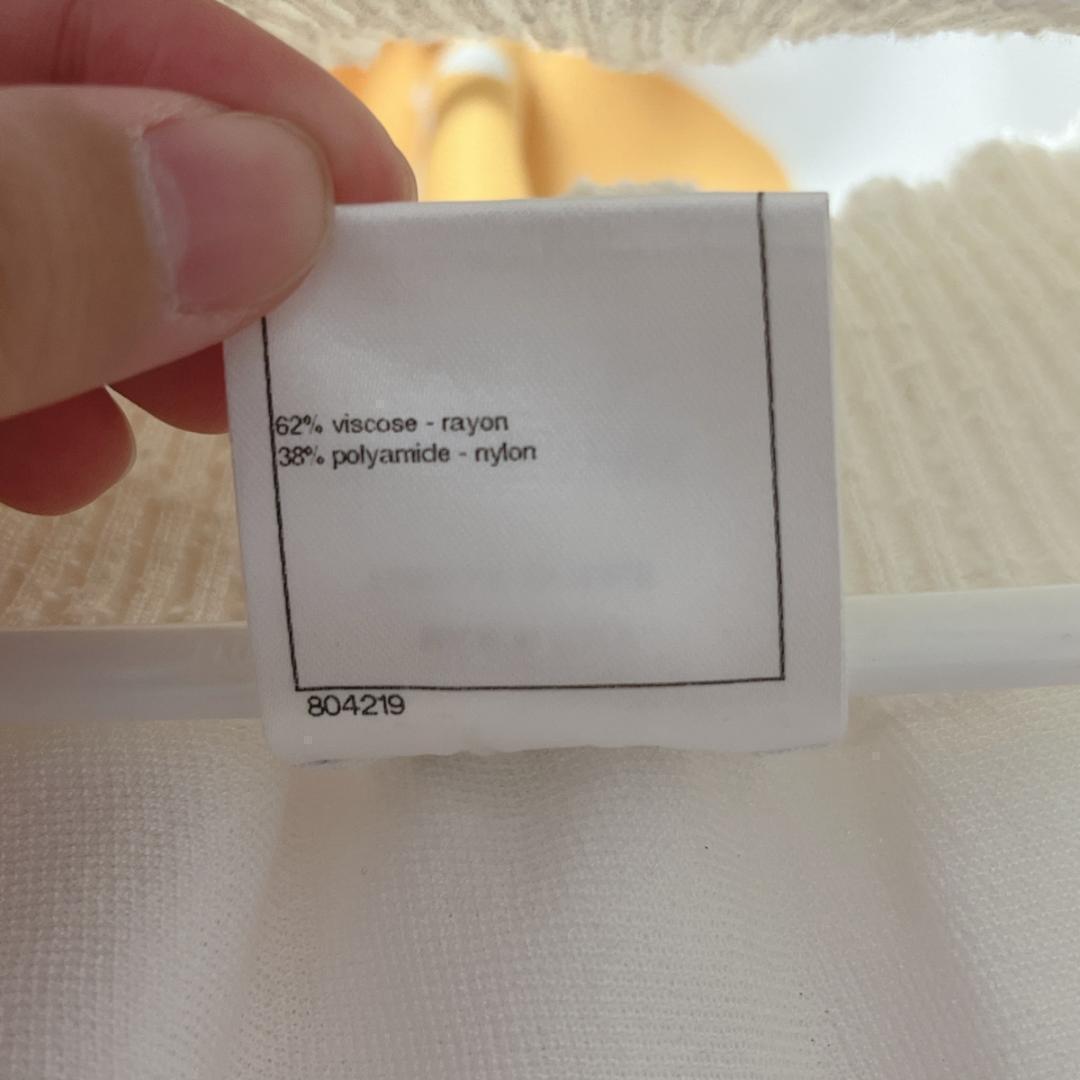 62% viscose - rayon
38% polyamide - nylon
804219